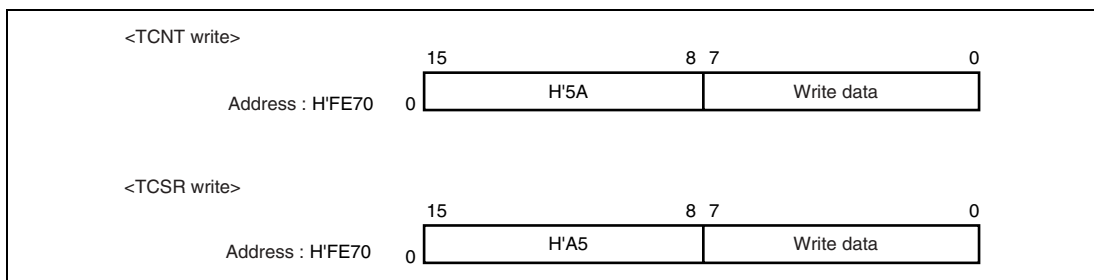 <TCNT write>
15 8 7 0
Address : H'FE70 0 H'5A Write data
<TCSR write>
15 8 7 0
Address : H'FE70 0 H'A5 Write data